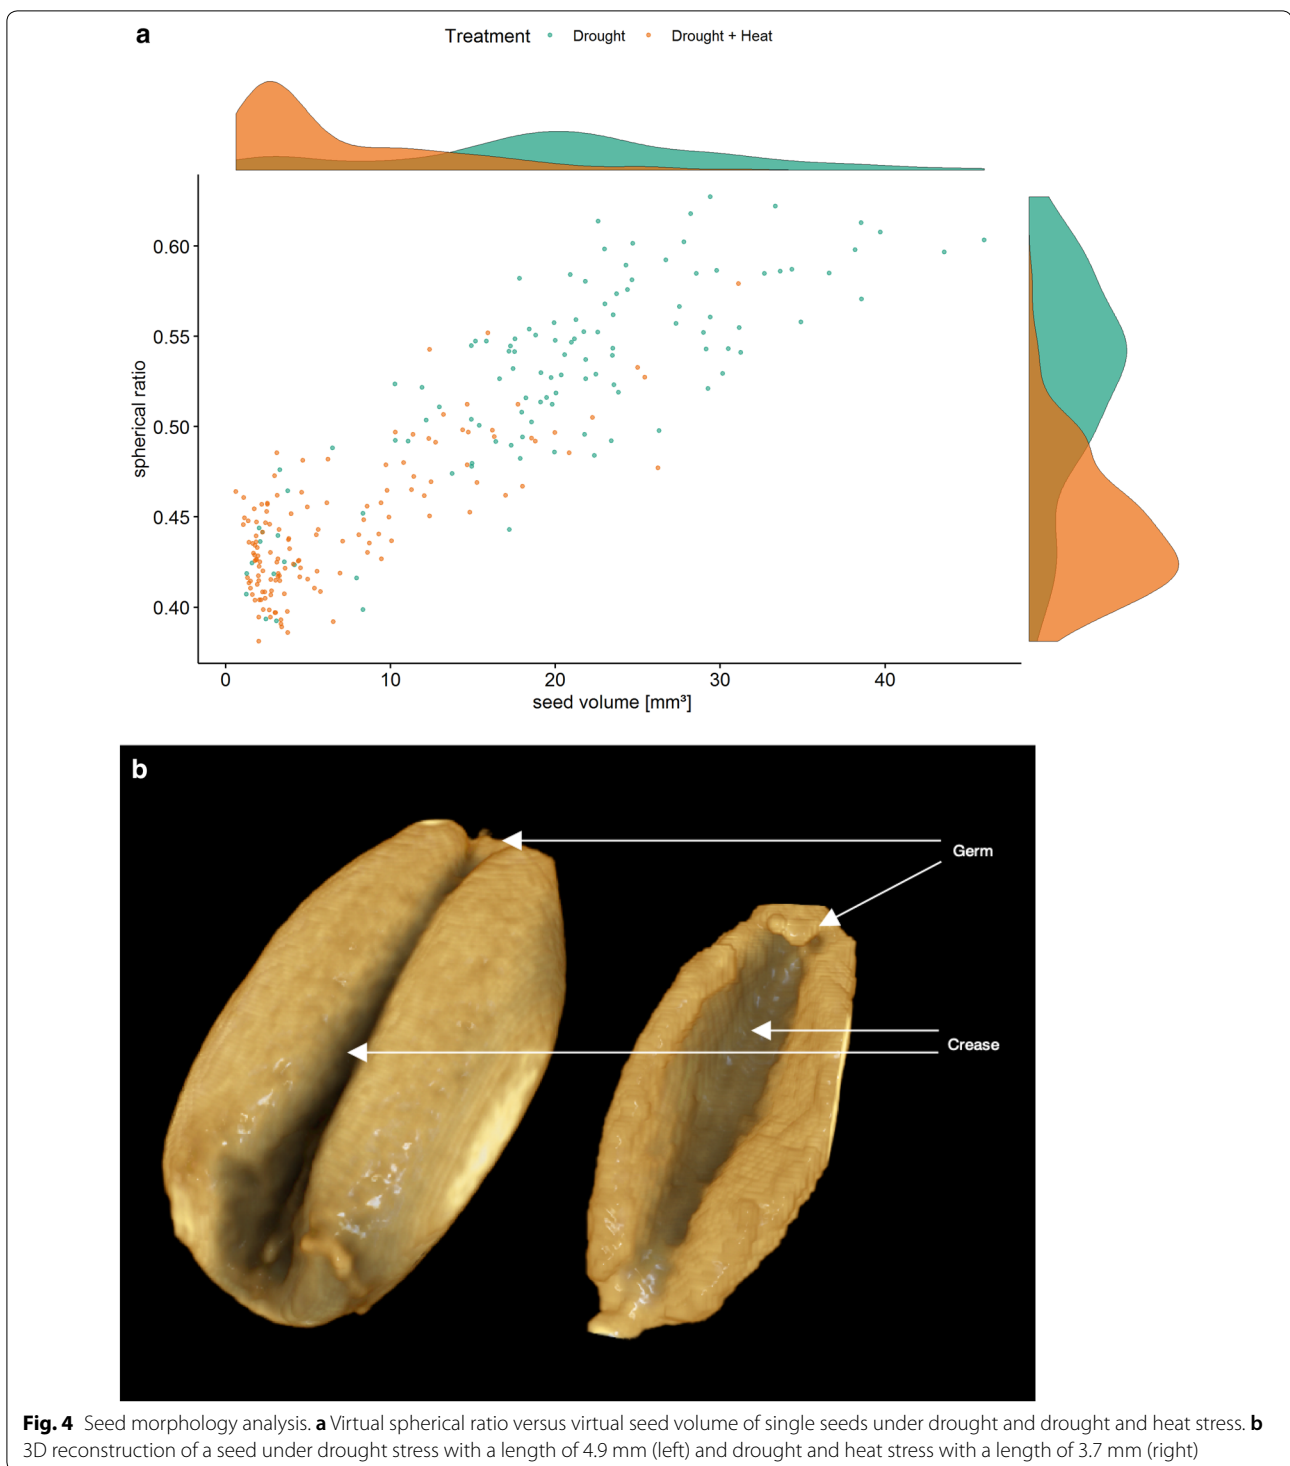 a
Treatment Drought Drought + Heat
0.60
0.55
0.50
0.45
0.40
spherical ratio
0 10 20 30 40
seed volume [mm³]
b
Germ
Crease
Fig. 4 Seed morphology analysis. a Virtual spherical ratio versus virtual seed volume of single seeds under drought and drought and heat stress. b
3D reconstruction of a seed under drought stress with a length of 4.9 mm (left) and drought and heat stress with a length of 3.7 mm (right)